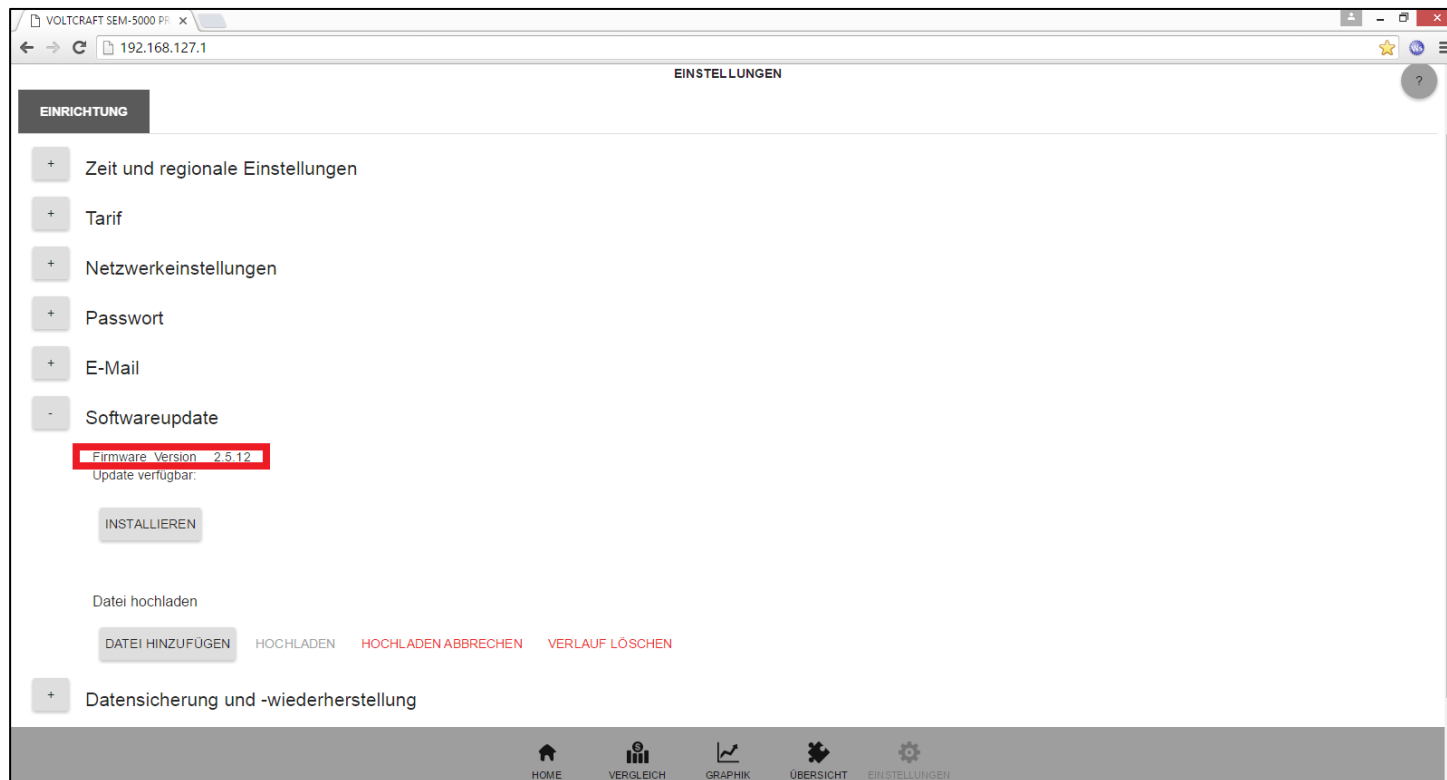 VOLTCRAFT SEM-5000 PR
192.168.127.1
EINSTELLUNGEN
?
EINRICHTUNG
+ Zeit und regionale Einstellungen
+ Tarif
+ Netzwerkeinstellungen
+ Passwort
+ E-Mail
- Softwareupdate
Firmware Version 2.5.12
Update verfügbar:
INSTALLIEREN
Datei hochladen
DATEI HINZUFÜGEN HOCHLADEN HOCHLADEN ABBRECHEN VERLAUF LÖSCHEN
+ Datensicherung und -wiederherstellung
HOME VERGLEICH GRAPHIK ÜBERSICHT EINSTELLUNGEN